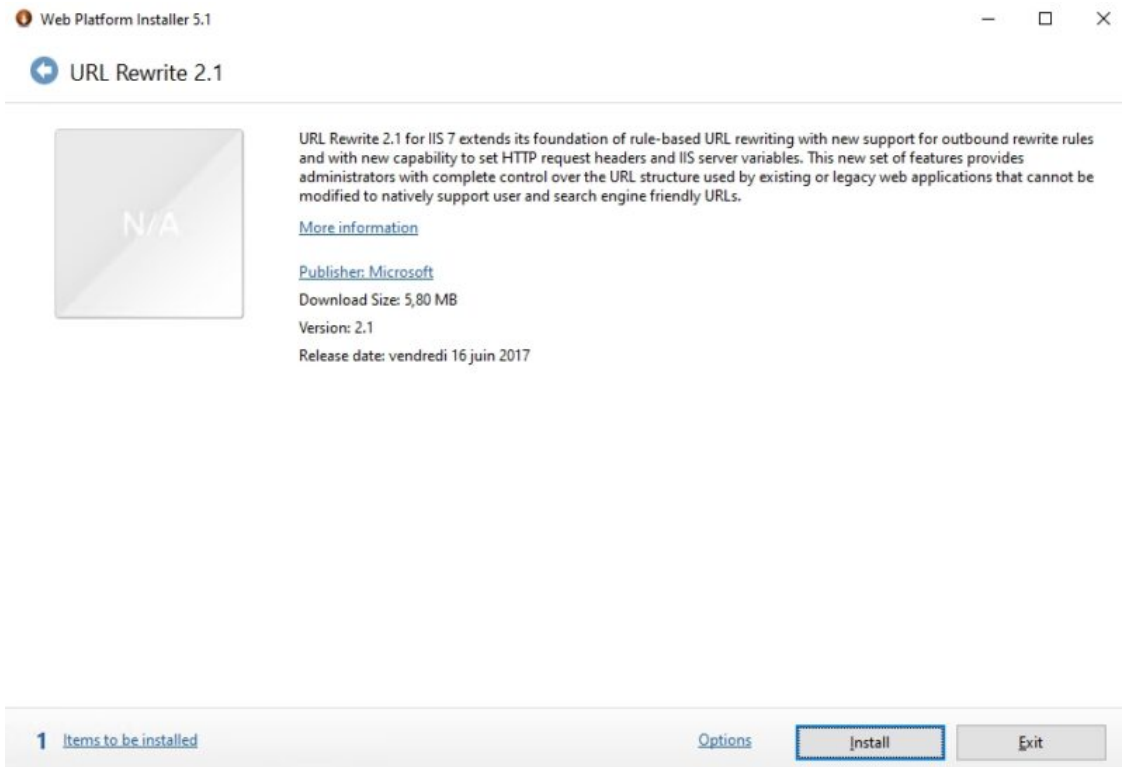 Web Platform Installer 5.1
URL Rewrite 2.1
N/A
URL Rewrite 2.1 for IIS 7 extends its foundation of rule-based URL rewriting with new support for outbound rewrite rules
and with new capability to set HTTP request headers and IIS server variables. This new set of features provides
administrators with complete control over the URL structure used by existing or legacy web applications that cannot be
modified to natively support user and search engine friendly URLs.
More information
Publisher: Microsoft
Download Size: 5,80 MB
Version: 2.1
Release date: vendredi 16 juin 2017
1 Items to be installed
Options
Install
Exit